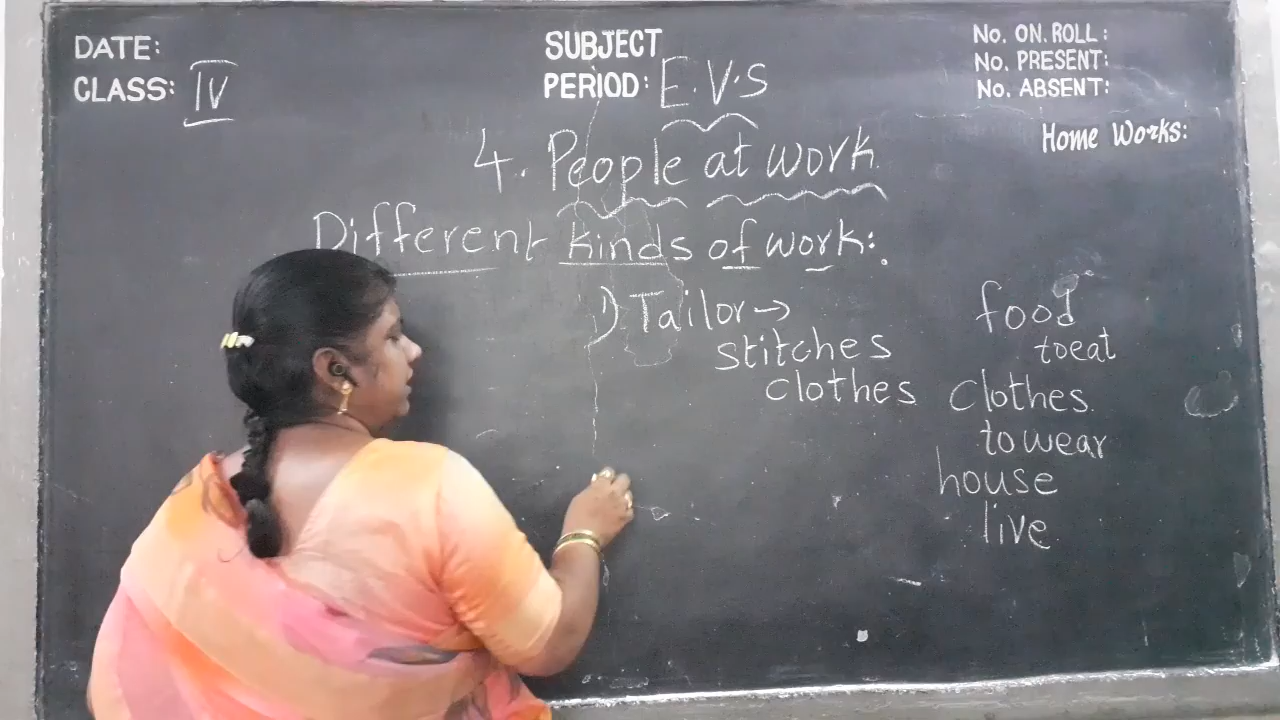 DATE:
CLASS: IV
SUBJECT
PERIOD: E.V.S
No. ON. ROLL:
No. PRESENT:
No. ABSENT:
Home Works:
4. People at work
Different kinds of work:
1) Tailor →
stitches
clothes
food
to eat
clothes
to wear
house
live